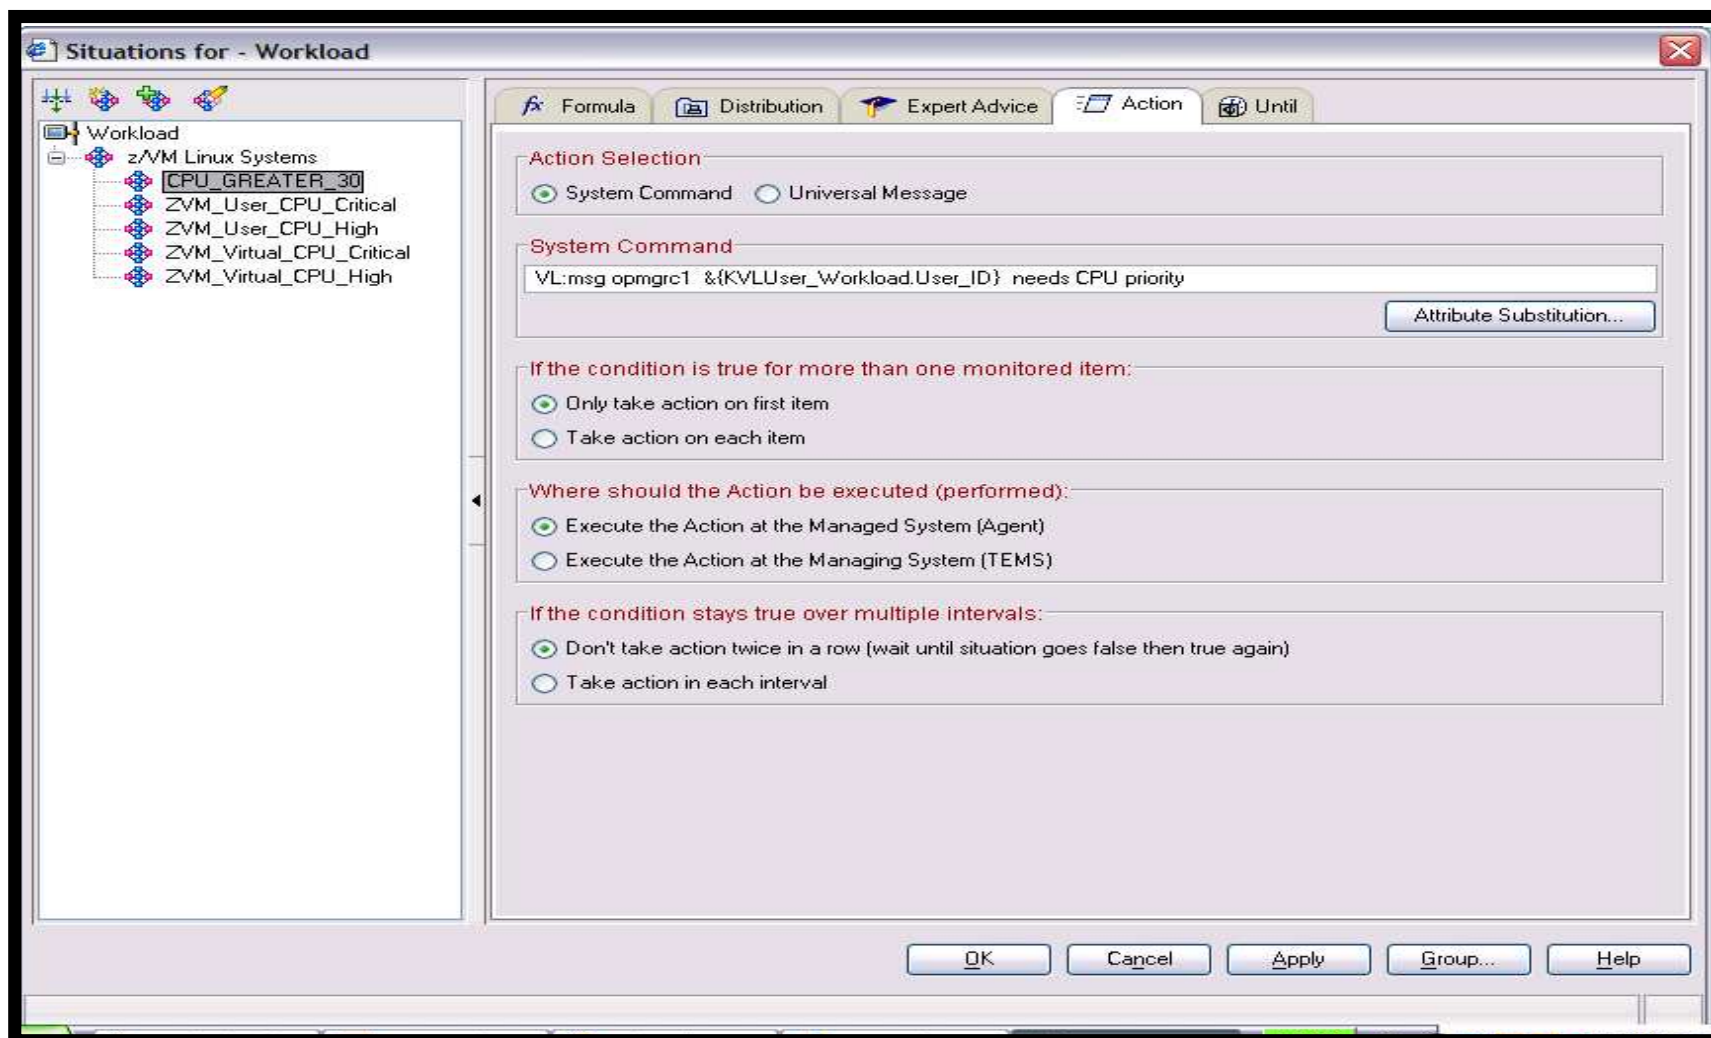 Situations for - Workload
Workload
z/VM Linux Systems
CPU_GREATER_30
ZVM_User_CPU_Critical
ZVM_User_CPU_High
ZVM_Virtual_CPU_Critical
ZVM_Virtual_CPU_High
fx Formula Distribution Expert Advice Action Until
Action Selection
System Command Universal Message
System Command
VL:msg opmgrc1 &{KVLUser_Workload.User_ID} needs CPU priority
Attribute Substitution...
If the condition is true for more than one monitored item:
Only take action on first item
Take action on each item
Where should the Action be executed (performed):
Execute the Action at the Managed System (Agent)
Execute the Action at the Managing System (TEMS)
If the condition stays true over multiple intervals:
Don't take action twice in a row (wait until situation goes false then true again)
Take action in each interval
OK Cancel Apply Group... Help